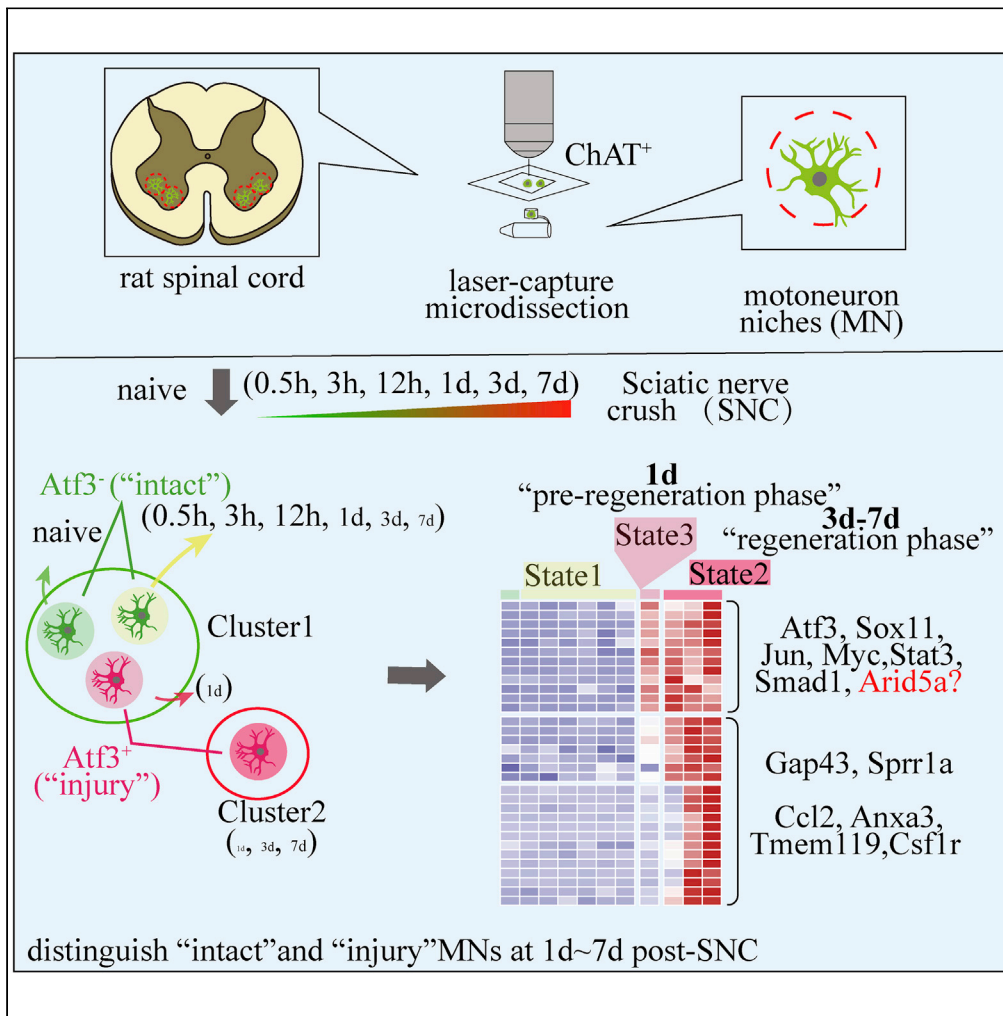 ChAT⁺
rat spinal cord
laser-capture
microdissection
motoneuron
niches (MN)
naive
(0.5h, 3h, 12h, 1d, 3d, 7d)
Sciatic nerve
crush （SNC）
Atf3⁻ (“intact”)
naive
(0.5h, 3h, 12h, 1d, 3d, 7d)
Cluster1
(1d)
Atf3⁺
(“injury”)
Cluster2
(1d, 3d, 7d)
1d
“pre-regeneration phase”
3d-7d
“regeneration phase”
State1
State3
State2
Atf3, Sox11,
Jun, Myc,Stat3,
Smad1, Arid5a?
Gap43, Sprr1a
Ccl2, Anxa3,
Tmem119,Csf1r
distinguish “intact”and “injury”MNs at 1d~7d post-SNC